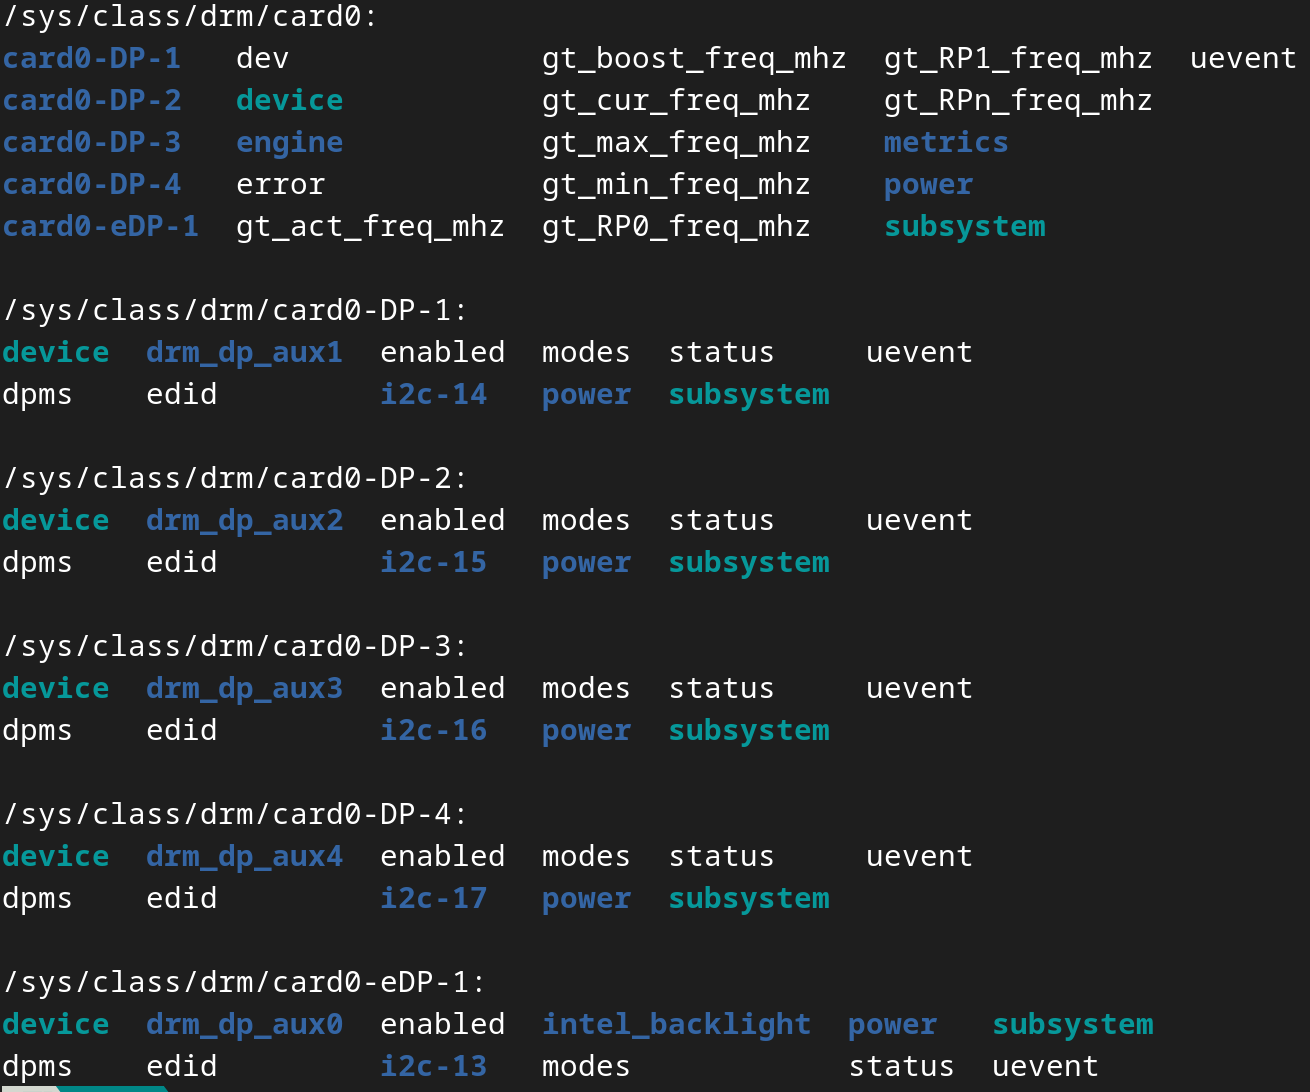 /sys/class/drm/card0:
card0-DP-1 dev gt_boost_freq_mhz gt_RP1_freq_mhz uevent
card0-DP-2 device gt_cur_freq_mhz gt_RPn_freq_mhz
card0-DP-3 engine gt_max_freq_mhz metrics
card0-DP-4 error gt_min_freq_mhz power
card0-eDP-1 gt_act_freq_mhz gt_RP0_freq_mhz subsystem

/sys/class/drm/card0-DP-1:
device drm_dp_aux1 enabled modes status uevent
dpms edid i2c-14 power subsystem

/sys/class/drm/card0-DP-2:
device drm_dp_aux2 enabled modes status uevent
dpms edid i2c-15 power subsystem

/sys/class/drm/card0-DP-3:
device drm_dp_aux3 enabled modes status uevent
dpms edid i2c-16 power subsystem

/sys/class/drm/card0-DP-4:
device drm_dp_aux4 enabled modes status uevent
dpms edid i2c-17 power subsystem

/sys/class/drm/card0-eDP-1:
device drm_dp_aux0 enabled intel_backlight power subsystem
dpms edid i2c-13 modes status uevent